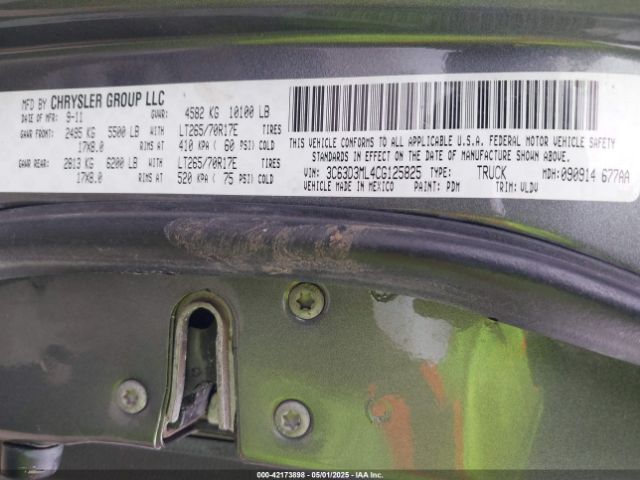 MFD BY CHRYSLER GROUP LLC
DATE OF MFR: 9-11 GVWR: 4582 KG 10100 LB
GAWR FRONT: 2495 KG 5500 LB WITH LT265/70R17E TIRES
17X8.0 RIMS AT 410 KPA ( 60 PSI) COLD
GAWR REAR: 2813 KG 6200 LB WITH LT265/70R17E TIRES
17X8.0 RIMS AT 520 KPA ( 75 PSI) COLD
THIS VEHICLE CONFORMS TO ALL APPLICABLE U.S.A. FEDERAL MOTOR VEHICLE SAFETY
STANDARDS IN EFFECT ON THE DATE OF MANUFACTURE SHOWN ABOVE.
VIN: 3C63D3ML4CG125825 TYPE: TRUCK MDH:090914 677AA
VEHICLE MADE IN MEXICO PAINT: PDM TRIM: VLDV
000-42173898 - 05/01/2025 - IAAI.COM